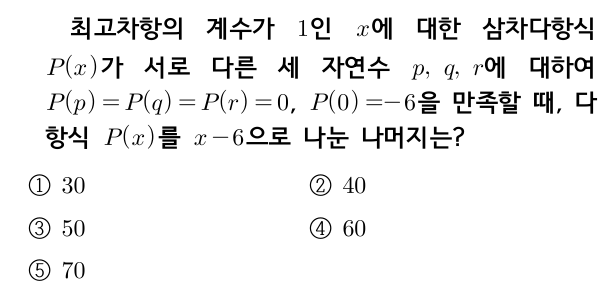 최고차항의 계수가 1인 x에 대한 삼차다항식
P(x)가 서로 다른 세 자연수 p, q, r에 대하여
P(p)=P(q)=P(r)=0, P(0)=-6을 만족할 때, 다
항식 P(x)를 x-6으로 나눈 나머지는?
① 30 ② 40
③ 50 ④ 60
⑤ 70